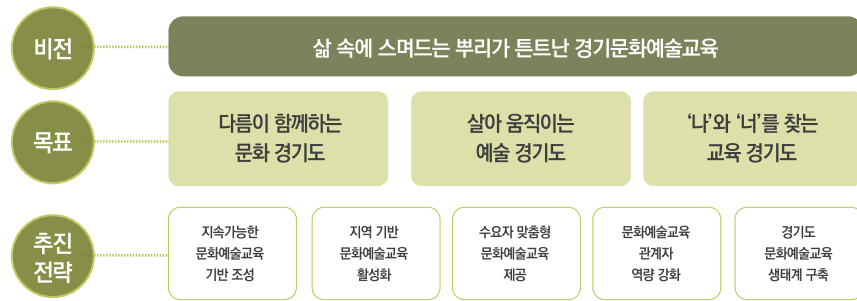 비전
삶 속에 스며드는 뿌리가 튼트난 경기문화예술교육
목표
다름이 함께하는
문화 경기도
살아 움직이는
예술 경기도
‘나’와 ‘너’를 찾는
교육 경기도
추진
전략
지속가능한
문화예술교육
기반 조성
지역 기반
문화예술교육
활성화
수요자 맞춤형
문화예술교육
제공
문화예술교육
관계자
역량 강화
경기도
문화예술교육
생태계 구축